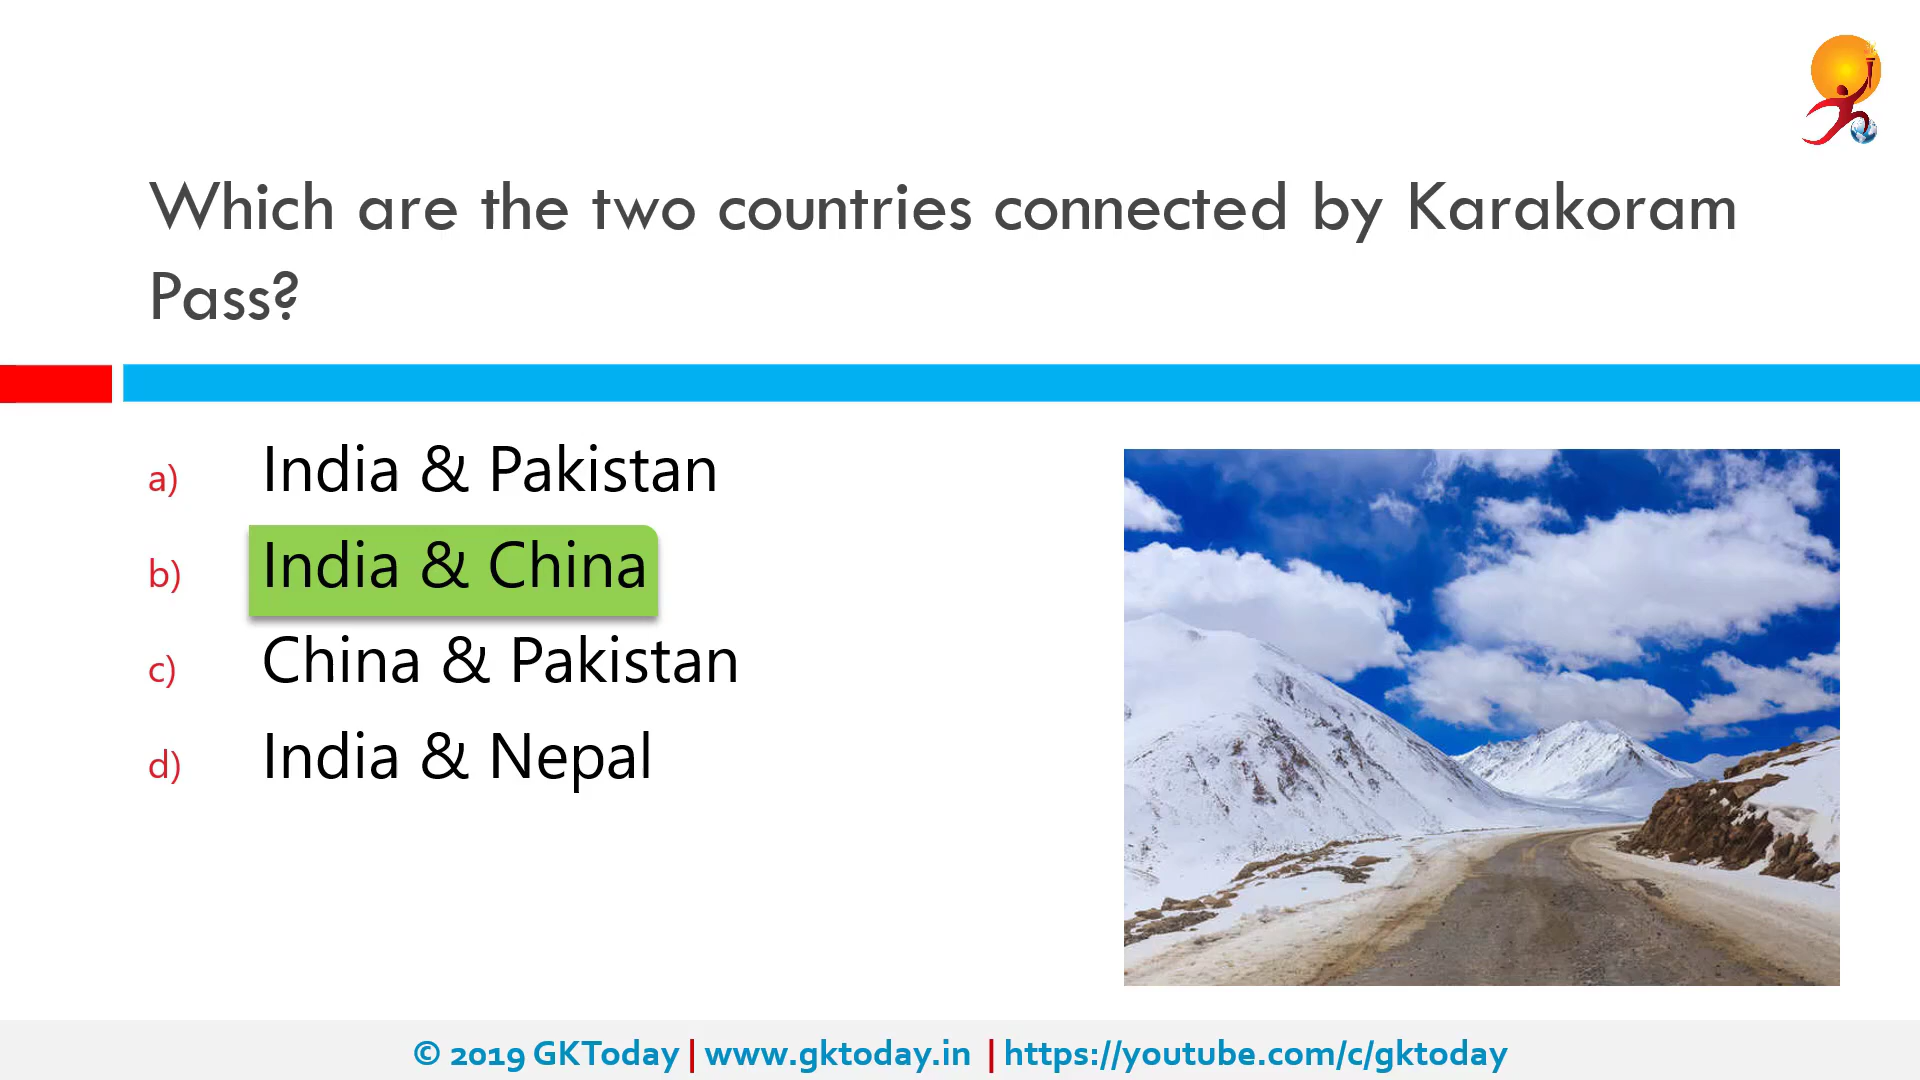 Which are the two countries connected by Karakoram
Pass?
a) India & Pakistan
b) India & China
c) China & Pakistan
d) India & Nepal
© 2019 GKToday | www.gktoday.in | https://youtube.com/c/gktoday